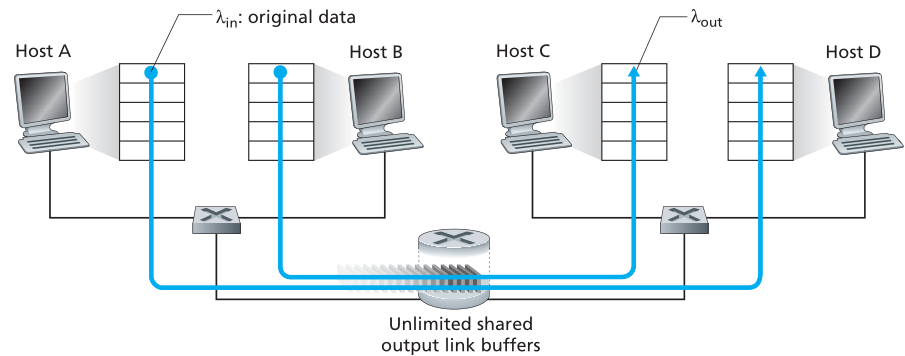 λin: original data
λout
Host A
Host B
Host C
Host D
Unlimited shared
output link buffers